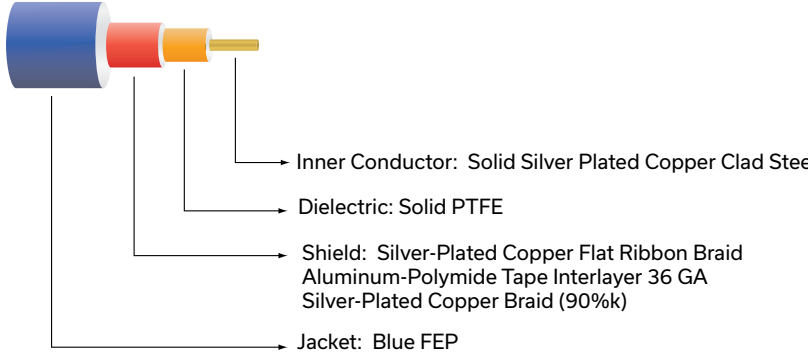 Inner Conductor: Solid Silver Plated Copper Clad Stee
Dielectric: Solid PTFE
Shield: Silver-Plated Copper Flat Ribbon Braid
Aluminum-Polymide Tape Interlayer 36 GA
Silver-Plated Copper Braid (90%k)
Jacket: Blue FEP